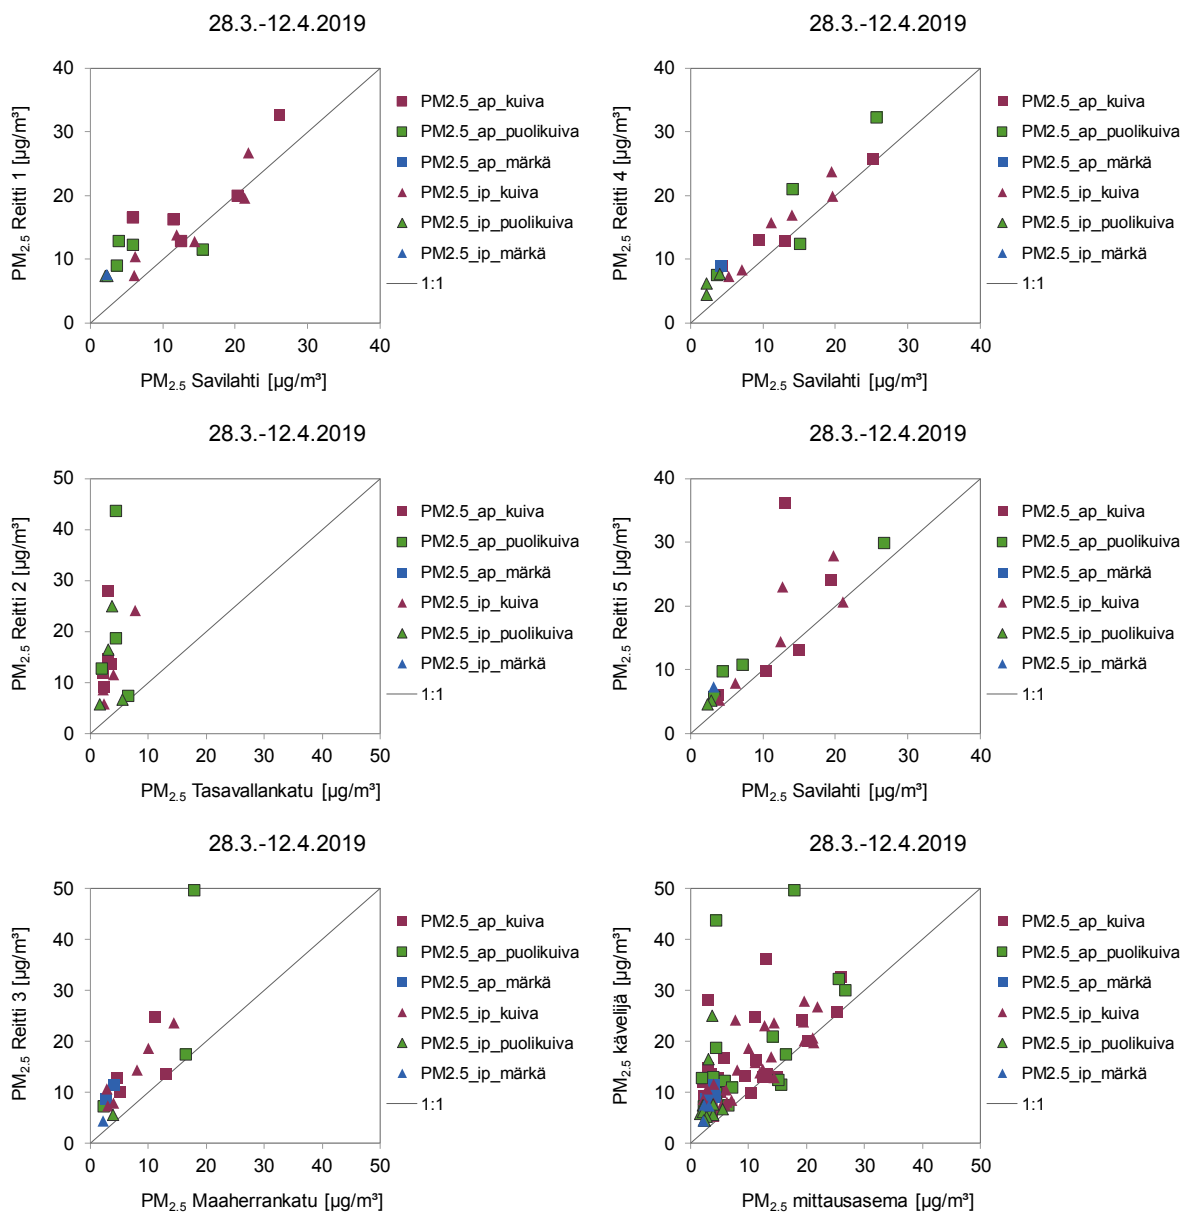 28.3.-12.4.2019
PM2.5 Reitti 1 [µg/m³]
40
30
20
10
0
0 10 20 30 40
PM2.5 Savilahti [µg/m³]
PM2.5_ap_kuiva
PM2.5_ap_puolikuiva
PM2.5_ap_märkä
PM2.5_ip_kuiva
PM2.5_ip_puolikuiva
PM2.5_ip_märkä
1:1
28.3.-12.4.2019
PM2.5 Reitti 4 [µg/m³]
40
30
20
10
0
0 10 20 30 40
PM2.5 Savilahti [µg/m³]
PM2.5_ap_kuiva
PM2.5_ap_puolikuiva
PM2.5_ap_märkä
PM2.5_ip_kuiva
PM2.5_ip_puolikuiva
PM2.5_ip_märkä
1:1
28.3.-12.4.2019
PM2.5 Reitti 2 [µg/m³]
50
40
30
20
10
0
0 10 20 30 40 50
PM2.5 Tasavallankatu [µg/m³]
PM2.5_ap_kuiva
PM2.5_ap_puolikuiva
PM2.5_ap_märkä
PM2.5_ip_kuiva
PM2.5_ip_puolikuiva
PM2.5_ip_märkä
1:1
28.3.-12.4.2019
PM2.5 Reitti 5 [µg/m³]
40
30
20
10
0
0 10 20 30 40
PM2.5 Savilahti [µg/m³]
PM2.5_ap_kuiva
PM2.5_ap_puolikuiva
PM2.5_ap_märkä
PM2.5_ip_kuiva
PM2.5_ip_puolikuiva
PM2.5_ip_märkä
1:1
28.3.-12.4.2019
PM2.5 Reitti 3 [µg/m³]
50
40
30
20
10
0
0 10 20 30 40 50
PM2.5 Maaherrankatu [µg/m³]
PM2.5_ap_kuiva
PM2.5_ap_puolikuiva
PM2.5_ap_märkä
PM2.5_ip_kuiva
PM2.5_ip_puolikuiva
PM2.5_ip_märkä
1:1
28.3.-12.4.2019
PM2.5 kävelijä [µg/m³]
50
40
30
20
10
0
0 10 20 30 40 50
PM2.5 mittausasema [µg/m³]
PM2.5_ap_kuiva
PM2.5_ap_puolikuiva
PM2.5_ap_märkä
PM2.5_ip_kuiva
PM2.5_ip_puolikuiva
PM2.5_ip_märkä
1:1